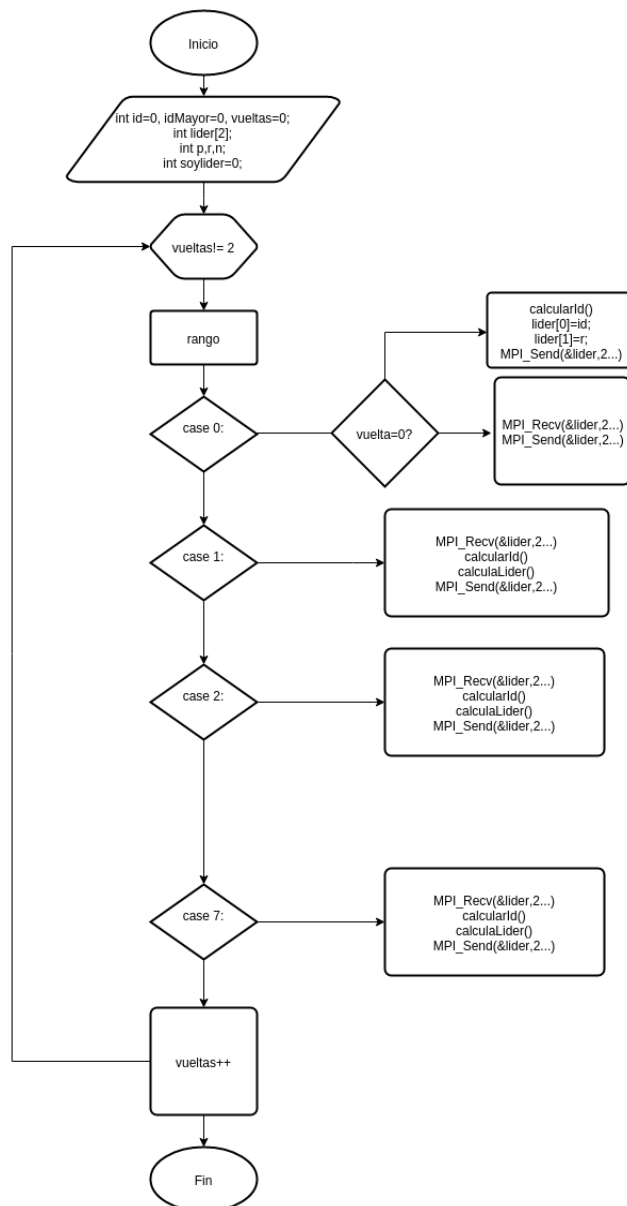 Inicio
int id=0, idMayor=0, vueltas=0;
int lider[2];
int p,r,n;
int soylider=0;
vueltas!= 2
rango
calcularId()
lider[0]=id;
lider[1]=r;
MPI_Send(&lider,2...)
case 0:
vuelta=0?
MPI_Recv(&lider,2...)
MPI_Send(&lider,2...)
case 1:
MPI_Recv(&lider,2...)
calcularId()
calculaLider()
MPI_Send(&lider,2...)
case 2:
MPI_Recv(&lider,2...)
calcularId()
calculaLider()
MPI_Send(&lider,2...)
case 7:
MPI_Recv(&lider,2...)
calcularId()
calculaLider()
MPI_Send(&lider,2...)
vueltas++
Fin